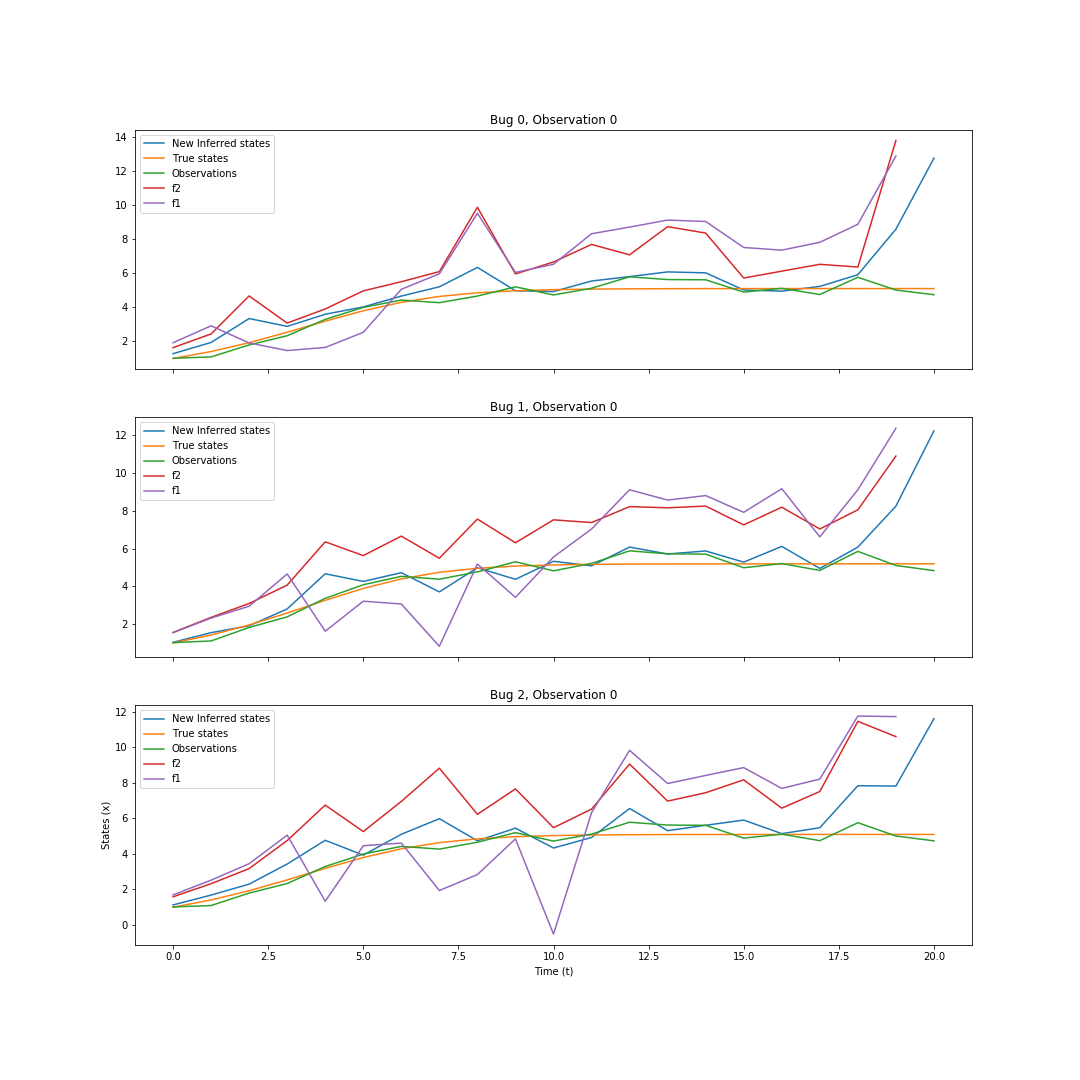 Bug 0, Observation 0
14
12
10
8
6
4
2
New Inferred states
True states
Observations
f2
f1
Bug 1, Observation 0
12
10
8
6
4
2
New Inferred states
True states
Observations
f2
f1
Bug 2, Observation 0
12
10
8
6
4
2
0
States (x)
New Inferred states
True states
Observations
f2
f1
0.0 2.5 5.0 7.5 10.0 12.5 15.0 17.5 20.0
Time (t)